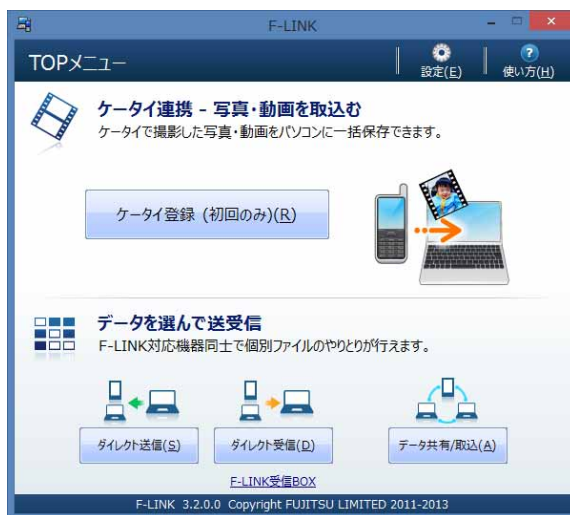 F-LINK
TOPメニュー
設定(E)
使い方(H)
ケータイ連携 - 写真・動画を取込む
ケータイで撮影した写真・動画をパソコンに一括保存できます。
ケータイ登録 (初回のみ)(R)
データを選んで送受信
F-LINK対応機器同士で個別ファイルのやりとりが行えます。
ダイレクト送信(S)
ダイレクト受信(D)
データ共有/取込(A)
F-LINK受信BOX
F-LINK 3.2.0.0 Copyright FUJITSU LIMITED 2011-2013